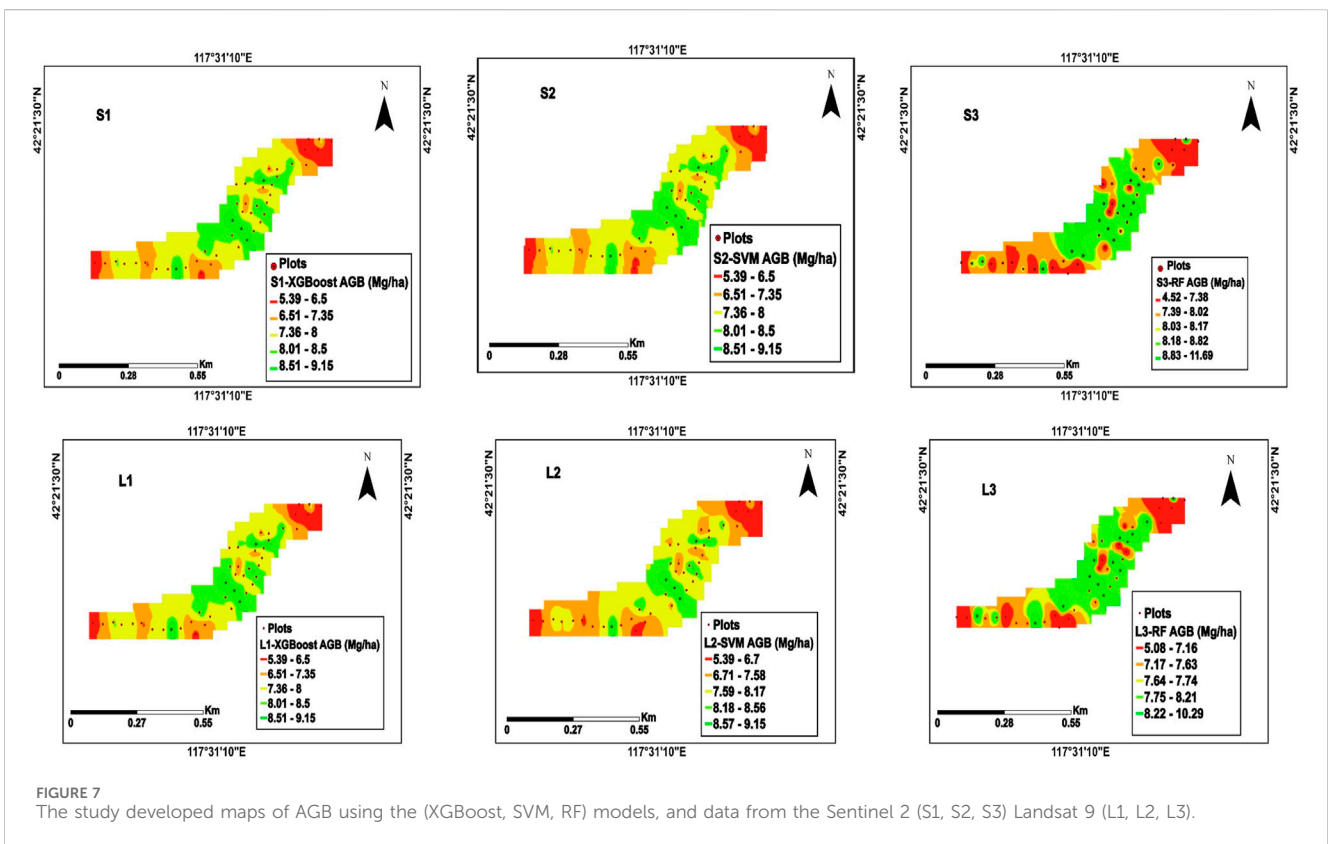 117°31'10"E
42°21'30"N
S1
N
42°21'30"N
Plots
S1-XGBoost AGB (Mg/ha)
5.39 - 6.5
6.51 - 7.35
7.36 - 8
8.01 - 8.5
8.51 - 9.15
Km
0 0.28 0.55
117°31'10"E
117°31'10"E
42°21'30"N
S2
N
42°21'30"N
Plots
S2-SVM AGB (Mg/ha)
5.39 - 6.5
6.51 - 7.35
7.36 - 8
8.01 - 8.5
8.51 - 9.15
Km
0 0.28 0.55
117°31'10"E
117°31'10"E
42°21'30"N
S3
N
42°21'30"N
Plots
S3-RF AGB (Mg/ha)
4.52 - 7.38
7.39 - 8.02
8.03 - 8.17
8.18 - 8.82
8.83 - 11.69
Km
0 0.28 0.55
117°31'10"E
117°31'10"E
42°21'30"N
L1
N
42°21'30"N
Plots
L1-XGBoost AGB (Mg/ha)
5.39 - 6.5
6.51 - 7.35
7.36 - 8
8.01 - 8.5
8.51 - 9.15
Km
0 0.27 0.55
117°31'10"E
117°31'10"E
42°21'30"N
L2
N
42°21'30"N
Plots
L2-SVM AGB (Mg/ha)
5.39 - 6.7
6.71 - 7.58
7.59 - 8.17
8.18 - 8.56
8.57 - 9.15
Km
0 0.27 0.55
117°31'10"E
117°31'10"E
42°21'30"N
L3
N
42°21'30"N
Plots
L3-RF AGB (Mg/ha)
5.08 - 7.16
7.17 - 7.63
7.64 - 7.74
7.75 - 8.21
8.22 - 10.29
Km
0 0.28 0.55
117°31'10"E
FIGURE 7
The study developed maps of AGB using the (XGBoost, SVM, RF) models, and data from the Sentinel 2 (S1, S2, S3) Landsat 9 (L1, L2, L3).